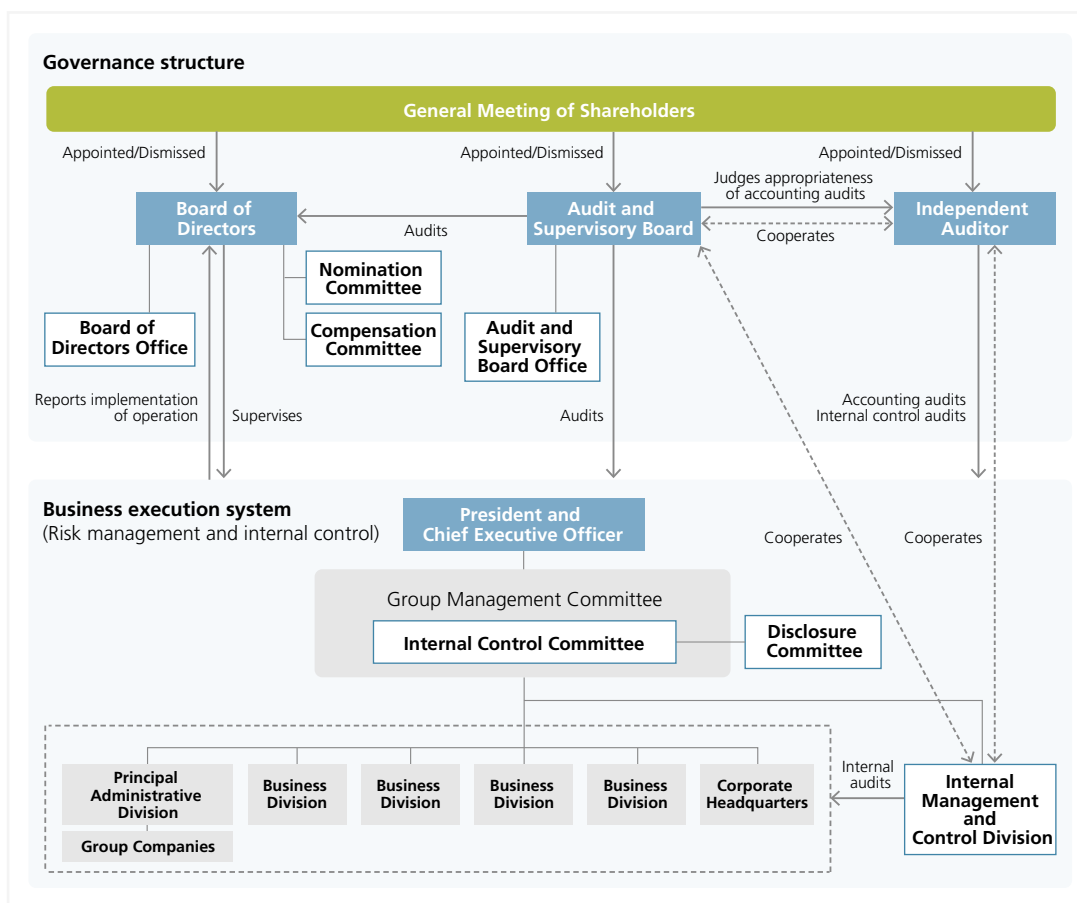 Governance structure
General Meeting of Shareholders
Appointed/Dismissed
Appointed/Dismissed
Appointed/Dismissed
Judges appropriateness
of accounting audits
Board of
Directors
Audits
Audit and
Supervisory Board
Cooperates
Independent
Auditor
Nomination
Committee
Board of
Directors Office
Compensation
Committee
Audit and
Supervisory
Board Office
Reports implementation
of operation
Supervises
Audits
Accounting audits
Internal control audits
Business execution system
(Risk management and internal control)
President and
Chief Executive Officer
Cooperates
Cooperates
Group Management Committee
Internal Control Committee
Disclosure
Committee
Principal
Administrative
Division
Business
Division
Business
Division
Business
Division
Business
Division
Corporate
Headquarters
Internal
audits
Internal
Management
and
Control Division
Group Companies